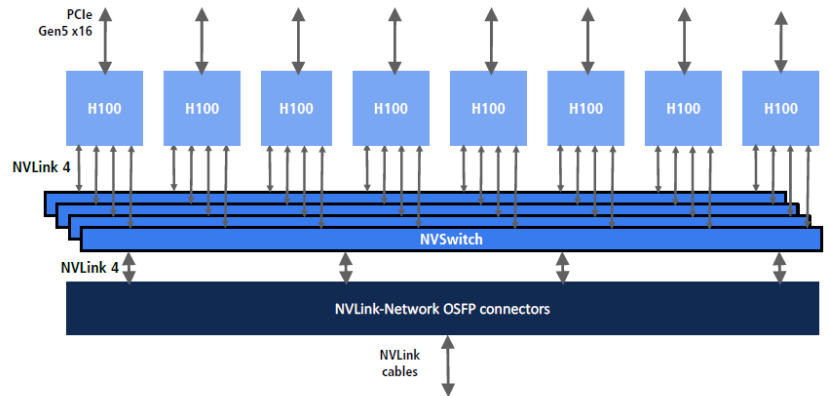 PCIe
Gen5 x16
H100 H100 H100 H100 H100 H100 H100 H100
NVLink 4
NVSwitch
NVLink 4
NVLink-Network OSFP connectors
NVLink
cables